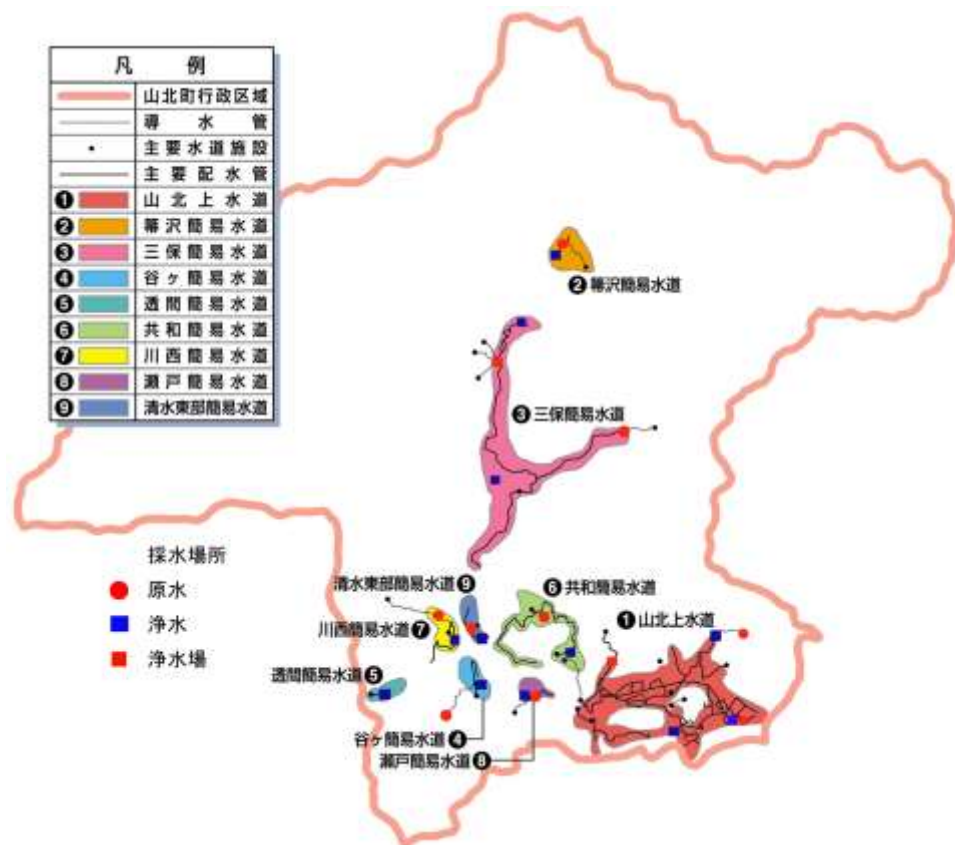 凡例
山北町行政区域
導水管
主要水道施設
主要配水管
❶ 山北上水道
❷ 箒沢簡易水道
❸ 三保簡易水道
❹ 谷ヶ簡易水道
❺ 透間簡易水道
❻ 共和簡易水道
❼ 川西簡易水道
❽ 瀬戸簡易水道
❾ 清水東部簡易水道
❷箒沢簡易水道
❸三保簡易水道
採水場所
原水
浄水
浄水場
清水東部簡易水道❾
❻共和簡易水道
川西簡易水道❼
❶山北上水道
透間簡易水道❺
谷ヶ簡易水道❹
瀬戸簡易水道❽